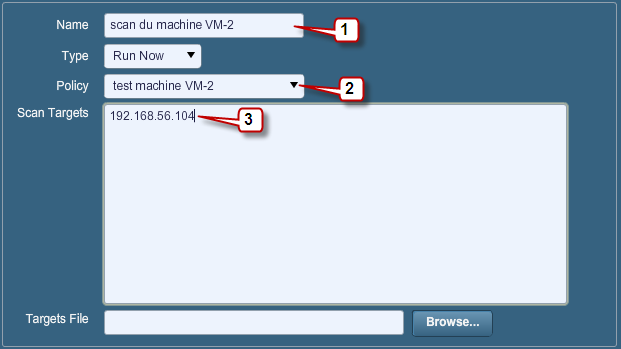 Name scan du machine VM-2 1
Type Run Now
Policy test machine VM-2 2
Scan Targets 192.168.56.104 3
Targets File Browse...